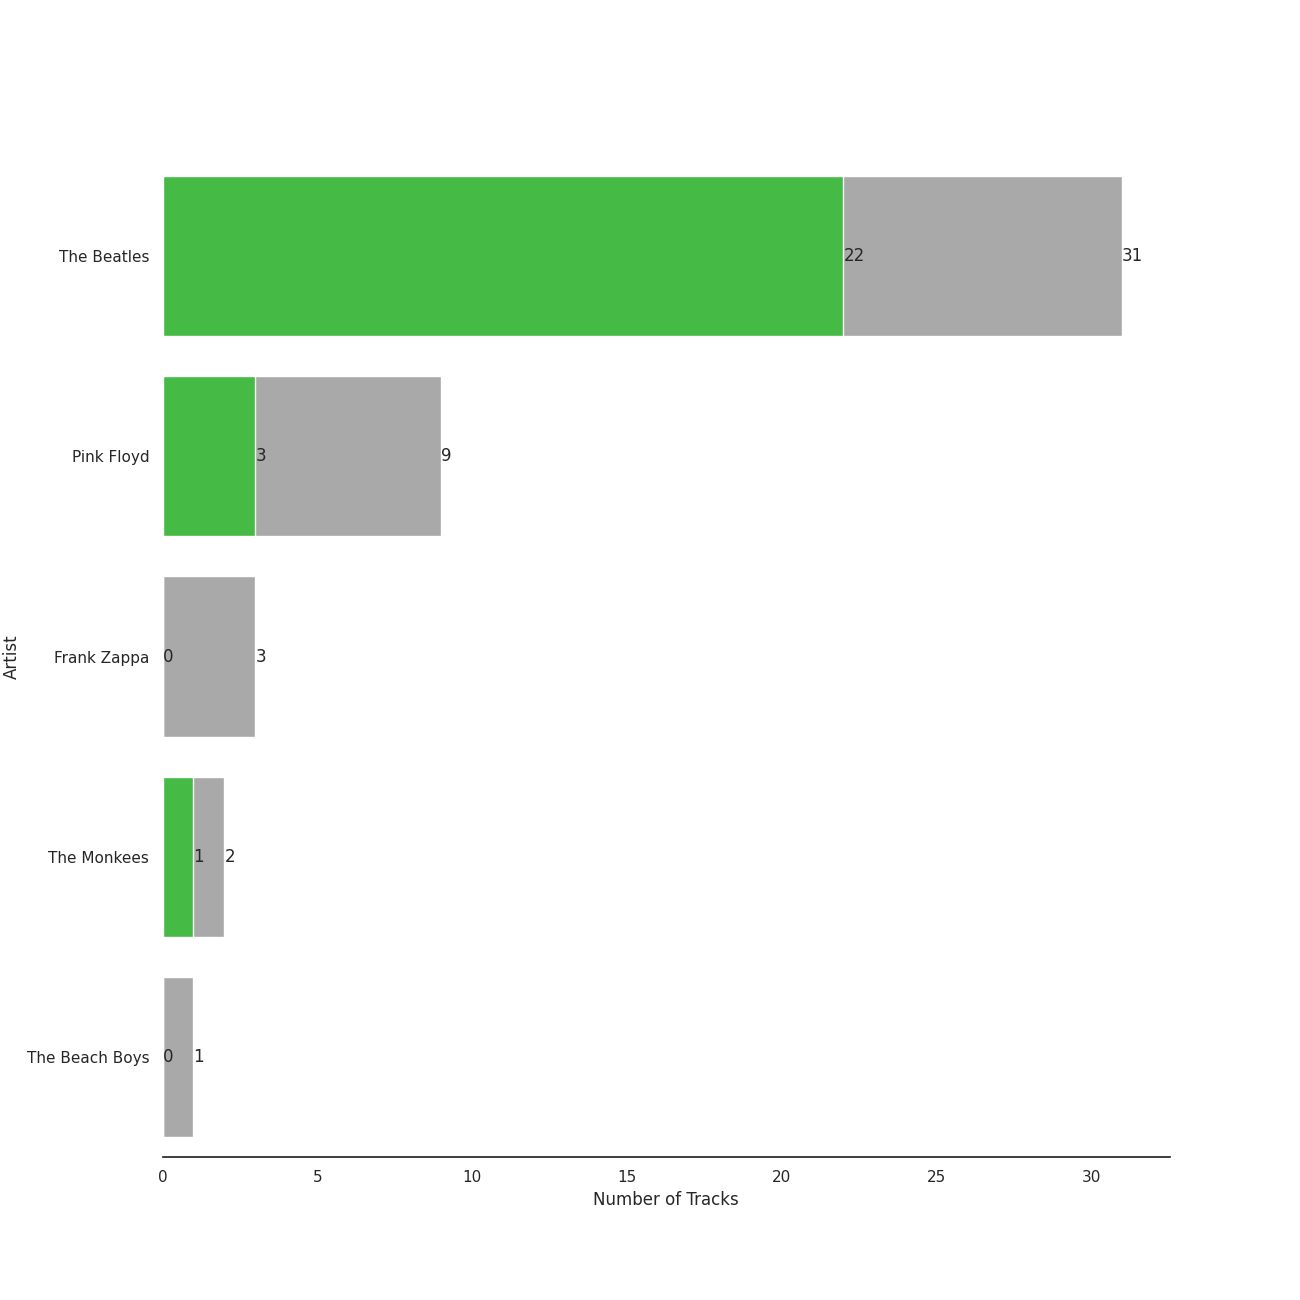 The Beatles
22
31
Pink Floyd
3
9
Frank Zappa
0
3
The Monkees
1
2
The Beach Boys
0
1
Artist
0 5 10 15 20 25 30
Number of Tracks